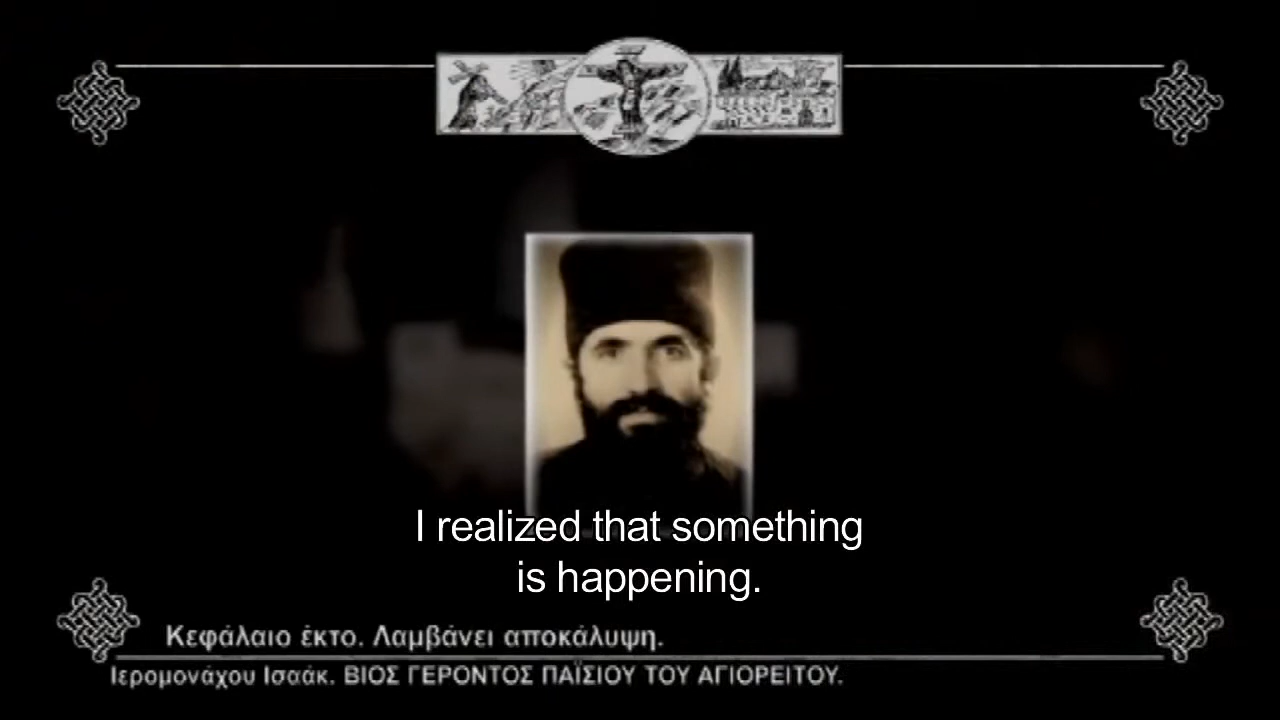 I realized that something
is happening.
Κεφάλαιο έκτο. Λαμβάνει αποκάλυψη.
Ιερομονάχου Ισαάκ. ΒΙΟΣ ΓΕΡΟΝΤΟΣ ΠΑΪΣΙΟΥ ΤΟΥ ΑΓΙΟΡΕΙΤΟΥ.